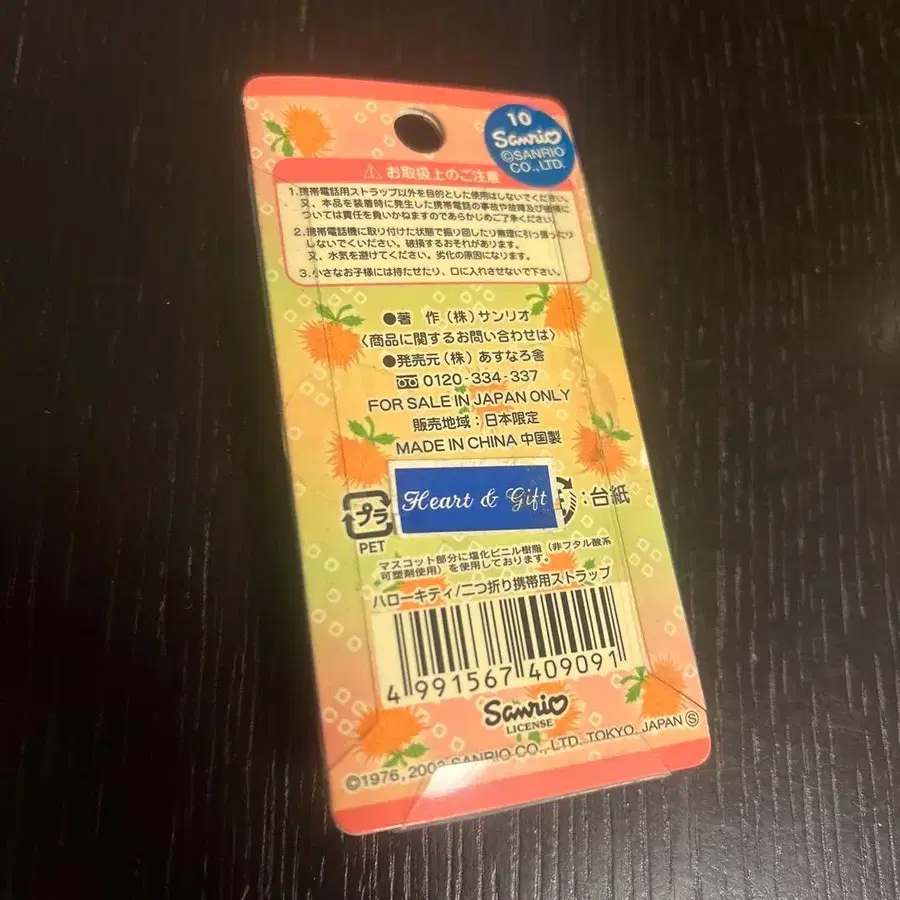 10
Sanrio
©SANRIO
CO., LTD.
⚠お取扱上のご注意
1.携帯電話用ストラップ以外を目的とした使用はしないでください。
又、本品を装着時に発生した携帯電話の事故や故障及び破損に
ついては責任を負いかねますのであらかじめご了承ください。
2.携帯電話機に取り付けた状態で振り回したり無理に引っ張ったり
しないでください。破損するおそれがあります。
又、水気を避けてください。劣化の原因になります。
3.小さなお子様には持たせたり、口に入れさせないで下さい。
●著 作(株)サンリオ
〈商品に関するお問い合わせは〉
●発売元(株)あすなろ舎
0120-334-337
FOR SALE IN JAPAN ONLY
販売地域:日本限定
MADE IN CHINA 中国製
Heart & Gift
プラ
:台紙
PET
マスコット部分に塩化ビニル樹脂(非フタル酸系
可塑剤使用)を使用しております。
ハローキティ/二つ折り携帯用ストラップ
4 991567 409091
Sanrio
LICENSE
©1976, SANRIO CO., LTD. TOKYO, JAPAN Ⓢ